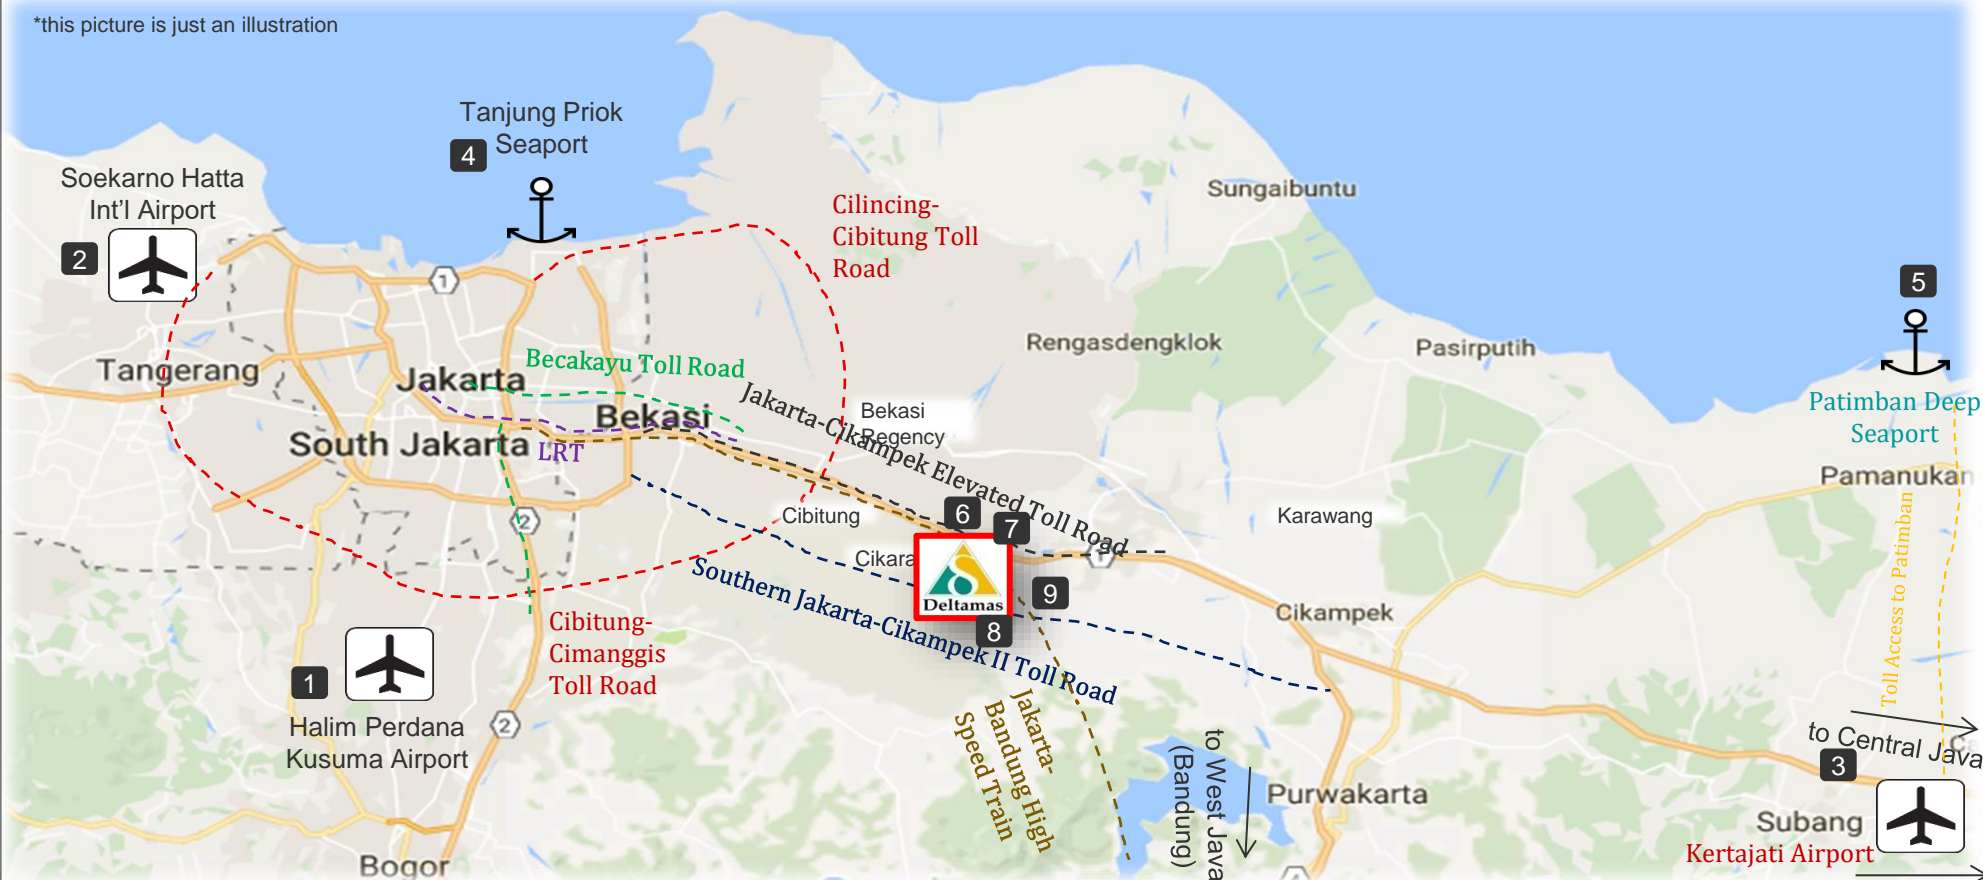 *this picture is just an illustration
Tanjung Priok
Seaport
4
Soekarno Hatta
Int'l Airport
2
Cilincing-
Cibitung Toll
Road
Sungaibuntu
1
5
Rengasdengklok
Pasirputih
Tangerang
Jakarta
Becakayu Toll Road
Bekasi
South Jakarta
LRT
Jakarta-Cikampek Elevated Toll Road
Bekasi
Regency
Patimban Deep
Seaport
Pamanukan
Toll Access to Patimban
2
Cibitung
6
7
Karawang
1
Cikara
Deltamas
9
8
Southern Jakarta-Cikampek II Toll Road
Cikampek
Cibitung-
Cimanggis
Toll Road
1
Halim Perdana
Kusuma Airport
2
Jakarta-
Bandung High
Speed Train
to West Java
(Bandung)
to Central Java
3
Purwakarta
Subang
Kertajati Airport
Bogor